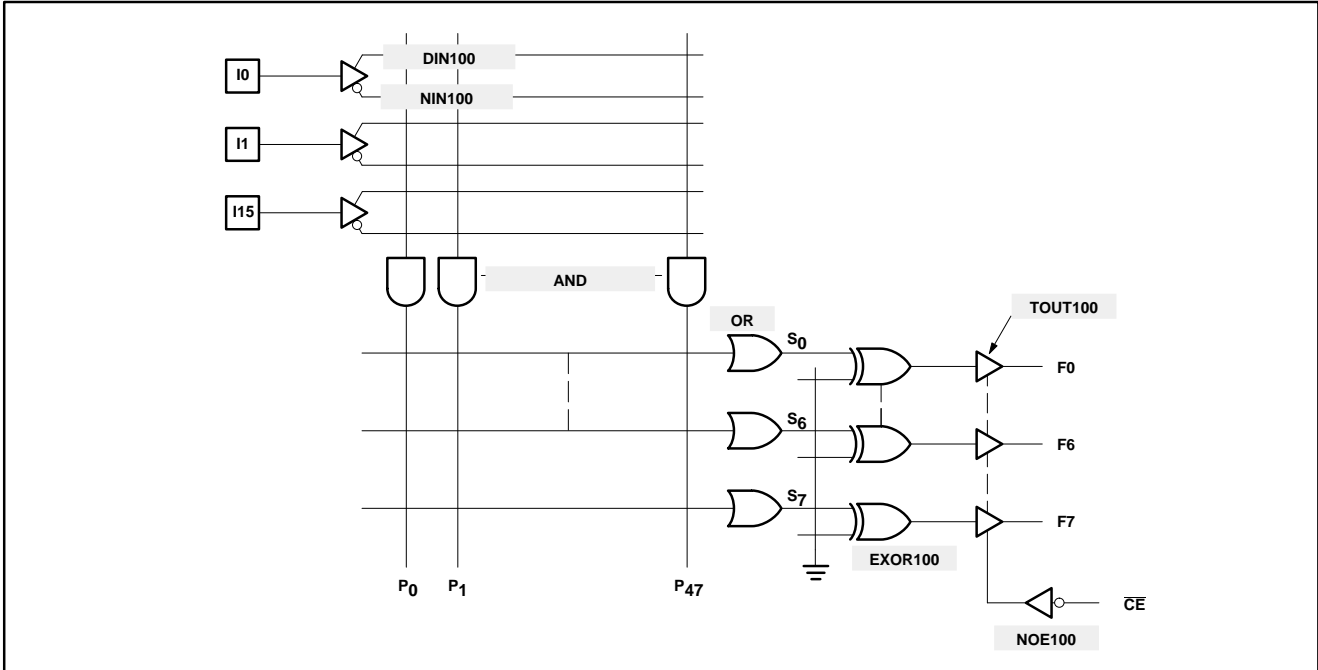 I0
DIN100
NIN100
I1
I15
AND
TOUT100
OR
S0
F0
S6
F6
S7
F7
EXOR100
P0 P1 P47
CE
NOE100